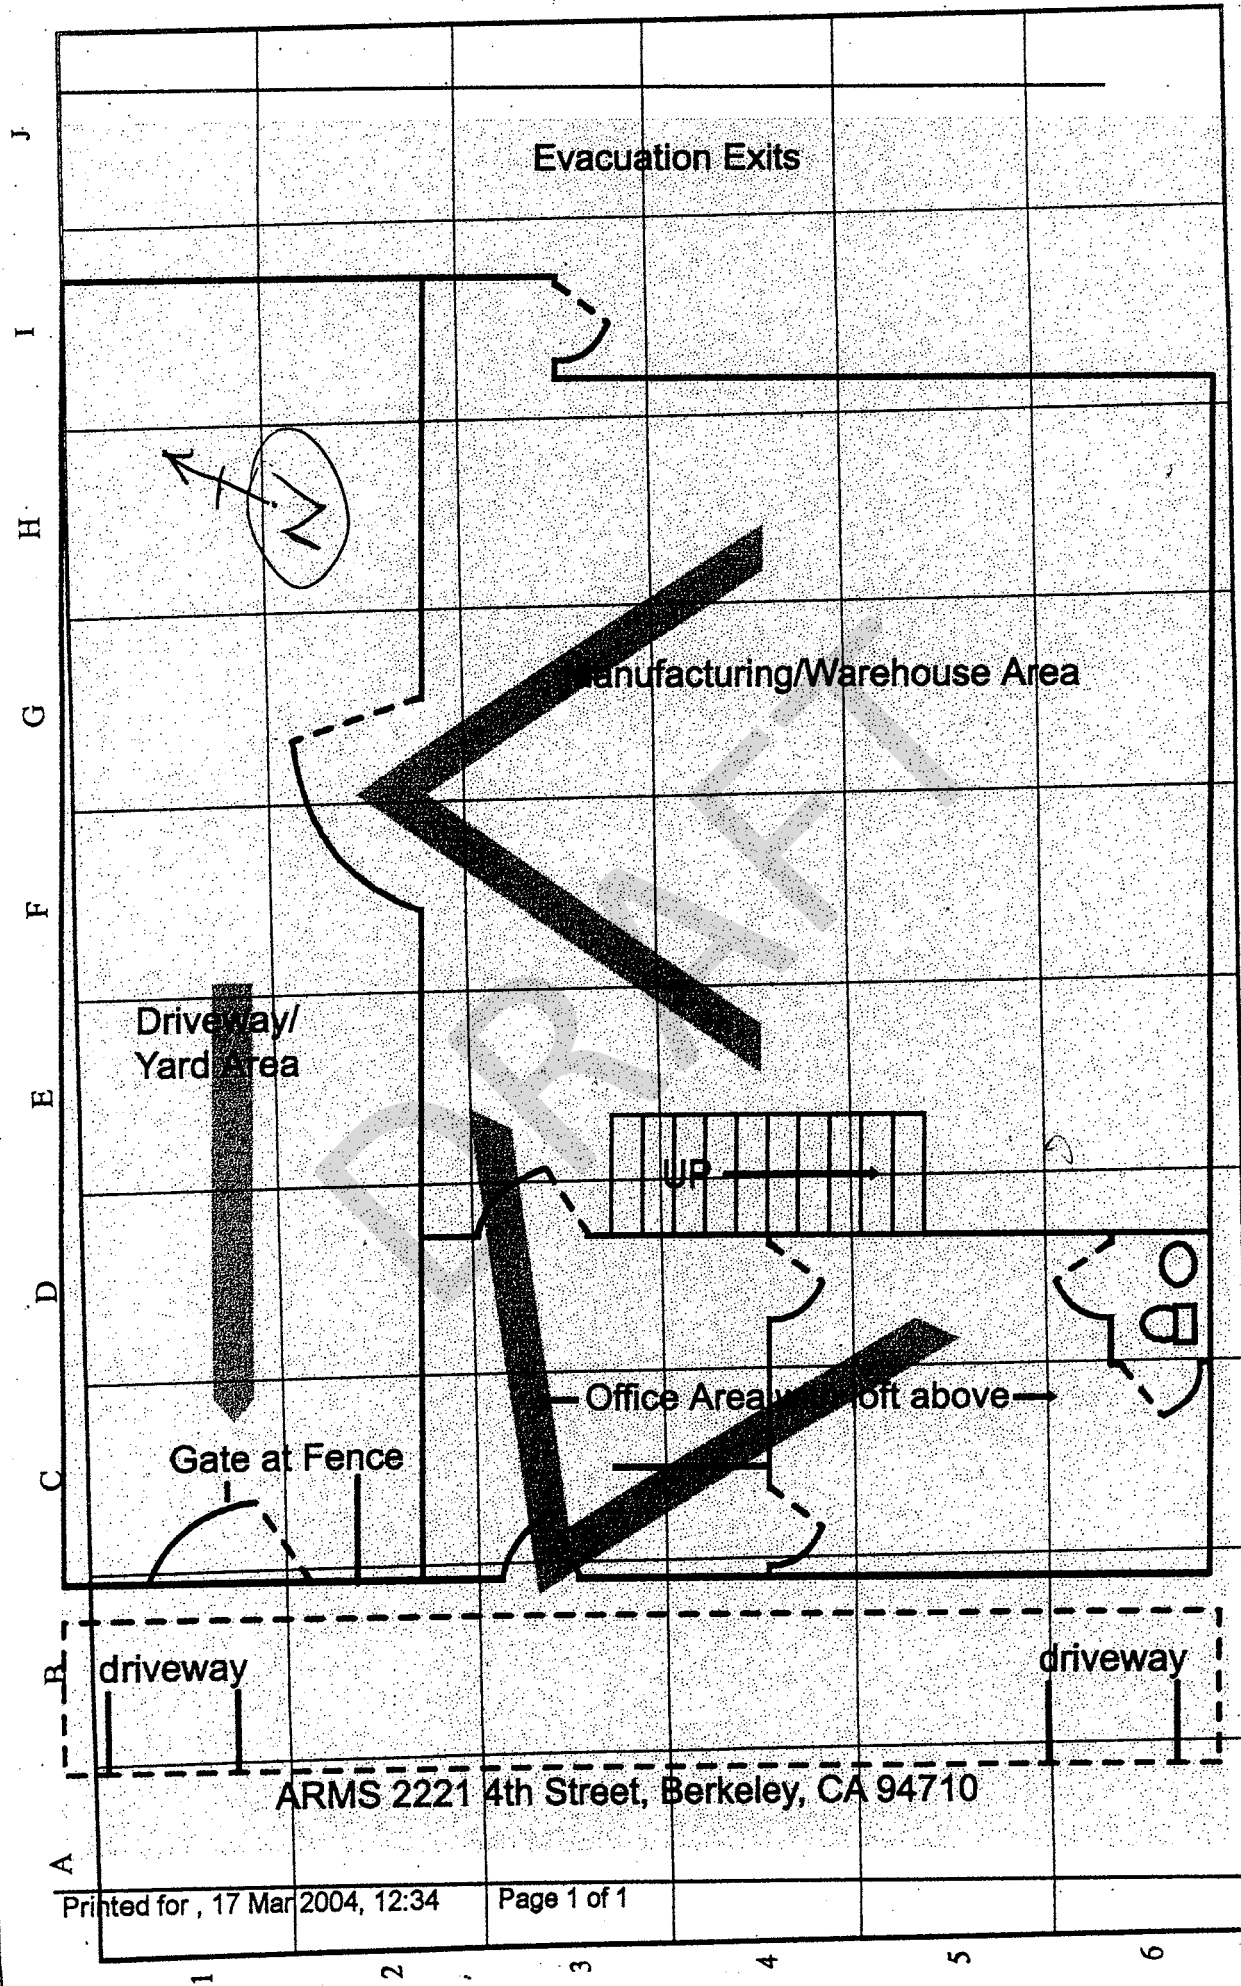 J
Evacuation Exits
I
H
N
G
Manufacturing/Warehouse Area
F
DRAFT
Driveway/
Yard Area
E
UP
D
Office Area with loft above
Gate at Fence
C
B
driveway
driveway
ARMS 2221 4th Street, Berkeley, CA 94710
A
Printed for , 17 Mar 2004, 12:34 Page 1 of 1
1 2 3 4 5 6